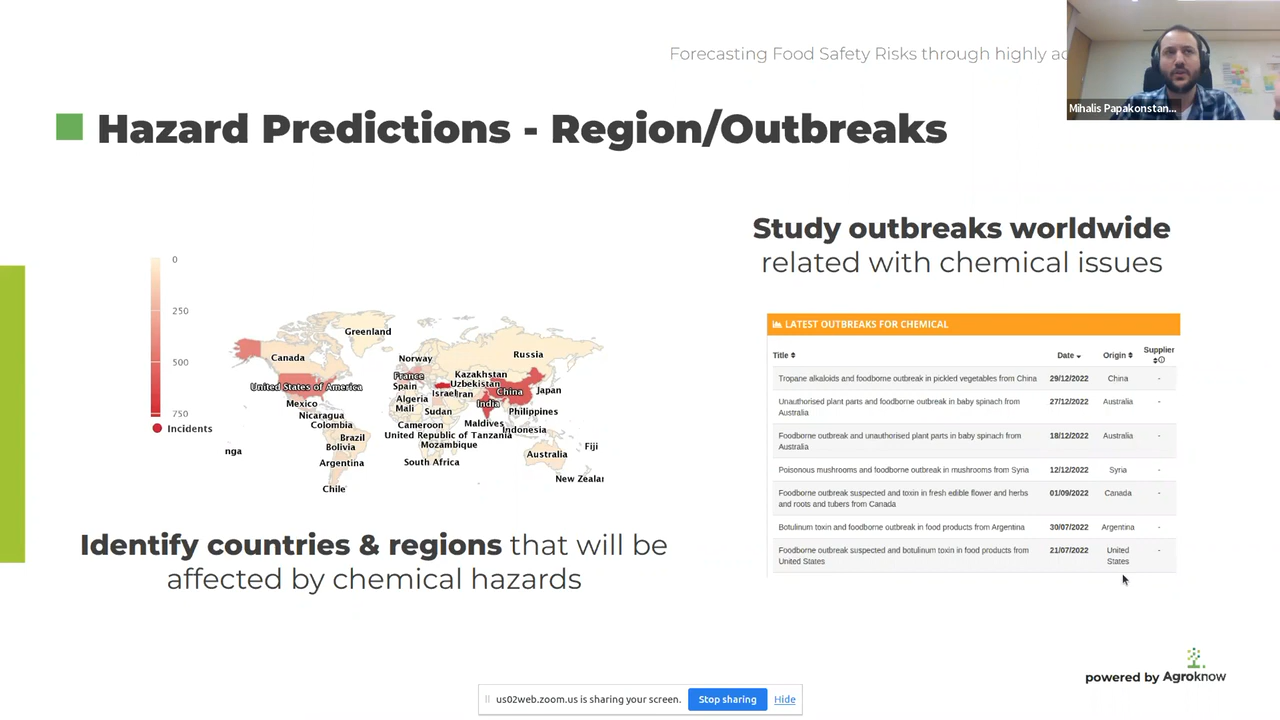 Forecasting Food Safety Risks through highly
Mihalis Papakonstan...
Hazard Predictions - Region/Outbreaks
Study outbreaks worldwide
related with chemical issues
0
250
500
750
Incidents
Greenland
Canada
Norway
Russia
France
Kazakhstan
United States of America
Spain
Uzbekistan
Israel
Iran
China
Japan
Mexico
Algeria
Mali
Sudan
India
Philippines
Nicaragua
Colombia
Cameroon
Maldives
Indonesia
Brazil
United Republic of Tanzania
Bolivia
Mozambique
Fiji
nga
Argentina
South Africa
Australia
Chile
New Zealar
LATEST OUTBREAKS FOR CHEMICAL
Title Date Origin Supplier
Tropane alkaloids and foodborne outbreak in pickled vegetables from China 29/12/2022 China -
Unauthorised plant parts and foodborne outbreak in baby spinach from 27/12/2022 Australia -
Australia
Foodborne outbreak and unauthorised plant parts in baby spinach from 18/12/2022 Australia -
Australia
Poisonous mushrooms and foodborne outbreak in mushrooms from Syria 12/12/2022 Syria -
Foodborne outbreak suspected and toxin in fresh edible flower and herbs 01/09/2022 Canada -
and roots and tubers from Canada
Botulinum toxin and foodborne outbreak in food products from Argentina 30/07/2022 Argentina -
Foodborne outbreak suspected and botulinum toxin in food products from 21/07/2022 United -
United States States
Identify countries & regions that will be
affected by chemical hazards
powered by Agroknow
us02web.zoom.us is sharing your screen. Stop sharing Hide